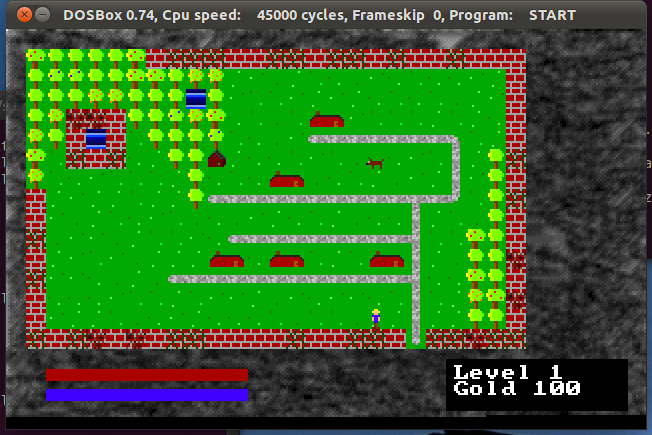 DOSBox 0.74, Cpu speed: 45000 cycles, Frameskip 0, Program: START
Level 1
Gold 100